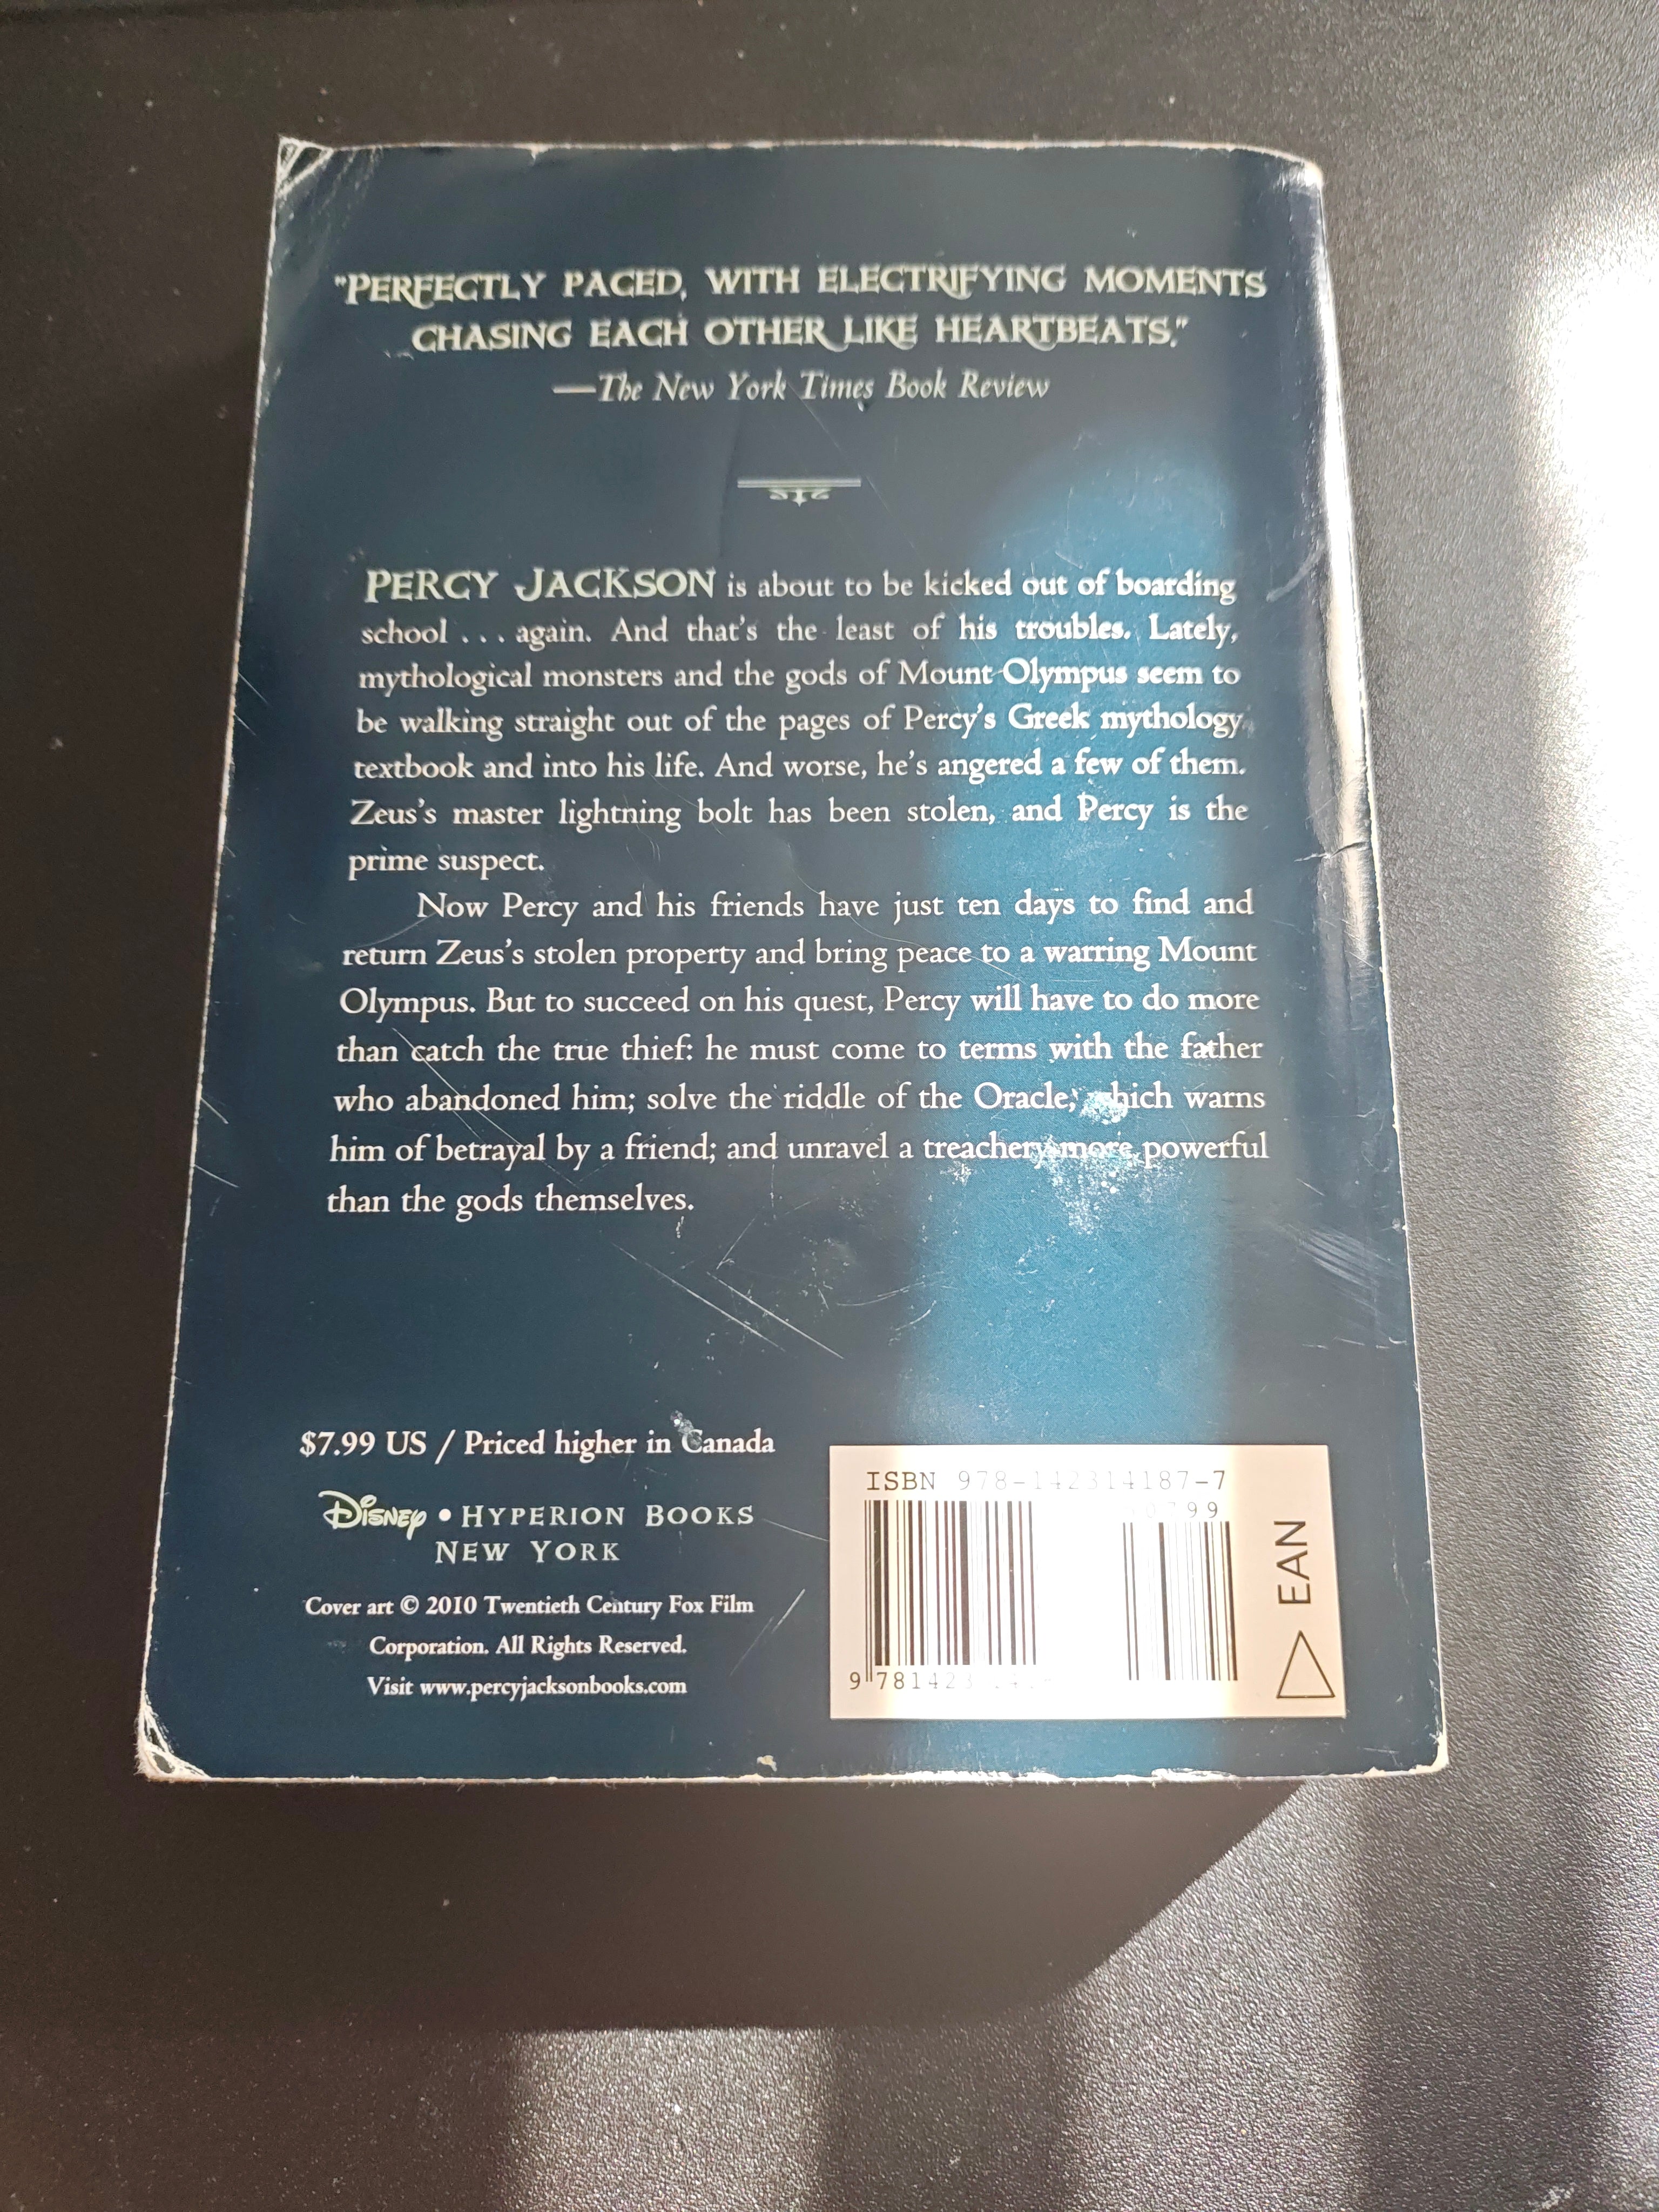 "PERFECTLY PACED, WITH ELECTRIFYING MOMENTS
CHASING EACH OTHER LIKE HEARTBEATS."
—The New York Times Book Review
PERCY JACKSON is about to be kicked out of boarding
school . . . again. And that's the least of his troubles. Lately,
mythological monsters and the gods of Mount Olympus seem to
be walking straight out of the pages of Percy's Greek mythology
textbook and into his life. And worse, he's angered a few of them.
Zeus's master lightning bolt has been stolen, and Percy is the
prime suspect.
Now Percy and his friends have just ten days to find and
return Zeus's stolen property and bring peace to a warring Mount
Olympus. But to succeed on his quest, Percy will have to do more
than catch the true thief: he must come to terms with the father
who abandoned him; solve the riddle of the Oracle, which warns
him of betrayal by a friend; and unravel a treachery more powerful
than the gods themselves.
$7.99 US / Priced higher in Canada
DISNEY • HYPERION BOOKS
NEW YORK
Cover art © 2010 Twentieth Century Fox Film
Corporation. All Rights Reserved.
Visit www.percyjacksonbooks.com
ISBN 978-142314187-7
EAN